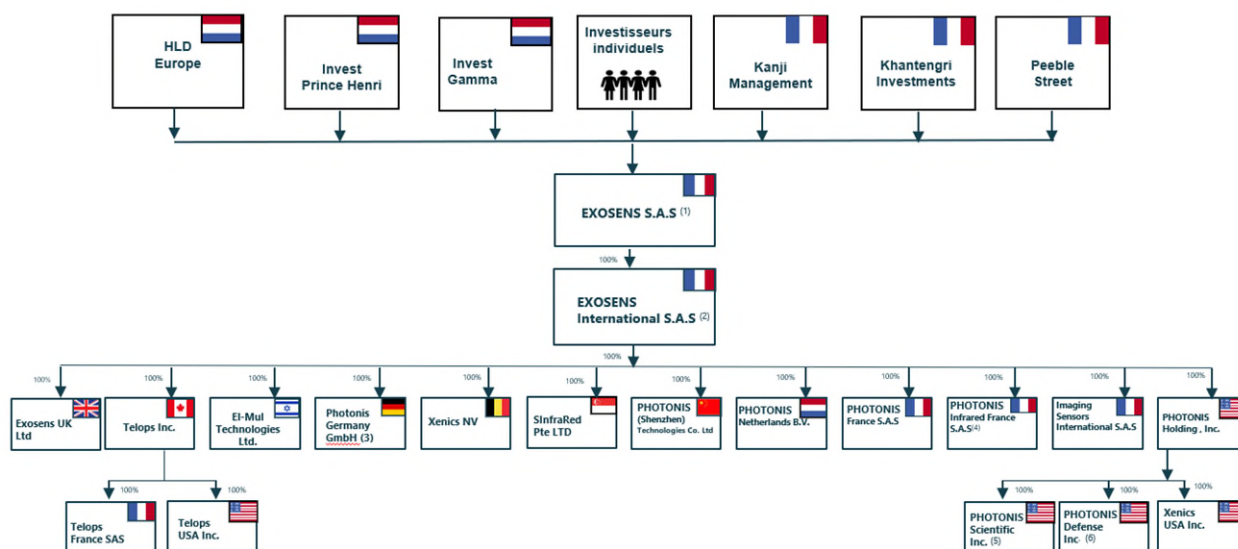 HLD
Europe
Invest
Prince Henri
Invest
Gamma
Investisseurs
individuels
Kanji
Management
Khantengri
Investments
Peeble
Street
EXOSENS S.A.S (1)
100%
EXOSENS
International S.A.S (2)
100%
100%
100%
100%
100%
100%
100%
100%
100%
100%
100%
100%
100%
Exosens UK
Ltd
Telops Inc.
El-Mul
Technologies
Ltd.
Photonis
Germany
GmbH (3)
Xenics NV
SInfraRed
Pte LTD
PHOTONIS
(Shenzhen)
Technologies Co. Ltd
PHOTONIS
Netherlands B.V.
PHOTONIS
France S.A.S
PHOTONIS
Infrared France
S.A.S(4)
Imaging
Sensors
International S.A.S
PHOTONIS
Holding , Inc.
100%
100%
100%
100%
100%
Telops
France SAS
Telops
USA Inc.
PHOTONIS
Scientific
Inc. (5)
PHOTONIS
Defense
Inc. (6)
Xenics
USA Inc.